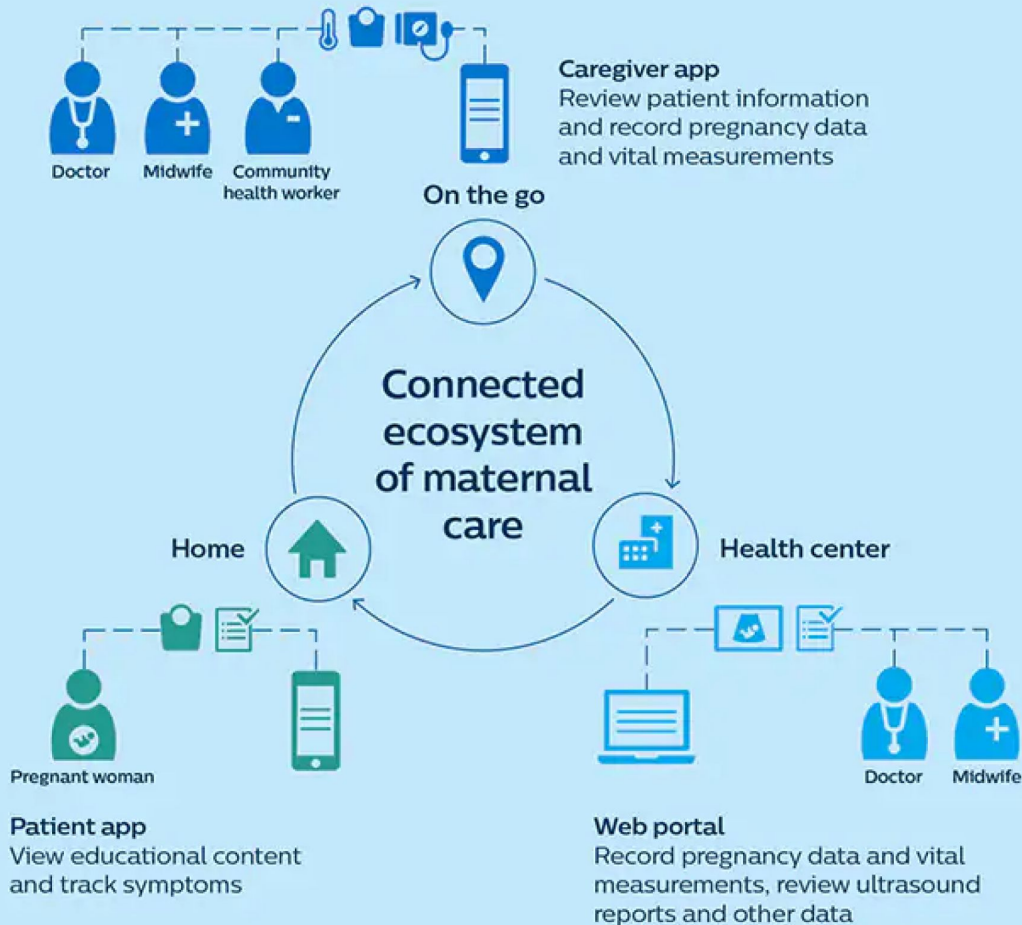 Doctor
Midwife
Community
health worker
Caregiver app
Review patient information
and record pregnancy data
and vital measurements
On the go
Connected
ecosystem
of maternal
care
Home
Health center
Pregnant woman
Patient app
View educational content
and track symptoms
Doctor
Midwife
Web portal
Record pregnancy data and vital
measurements, review ultrasound
reports and other data